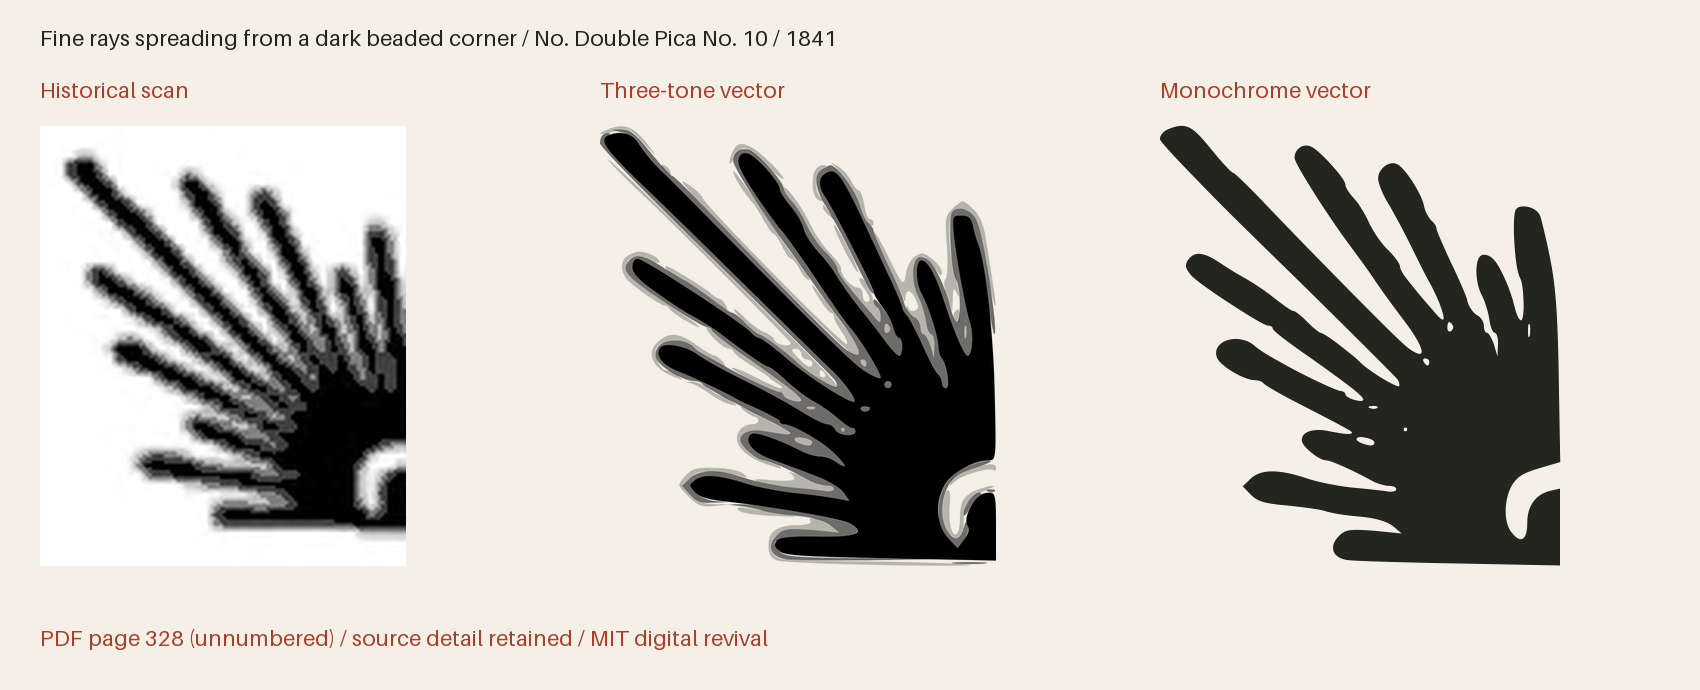 Fine rays spreading from a dark beaded corner / No. Double Pica No. 10 / 1841
Historical scan
Three-tone vector
Monochrome vector
PDF page 328 (unnumbered) / source detail retained / MIT digital revival